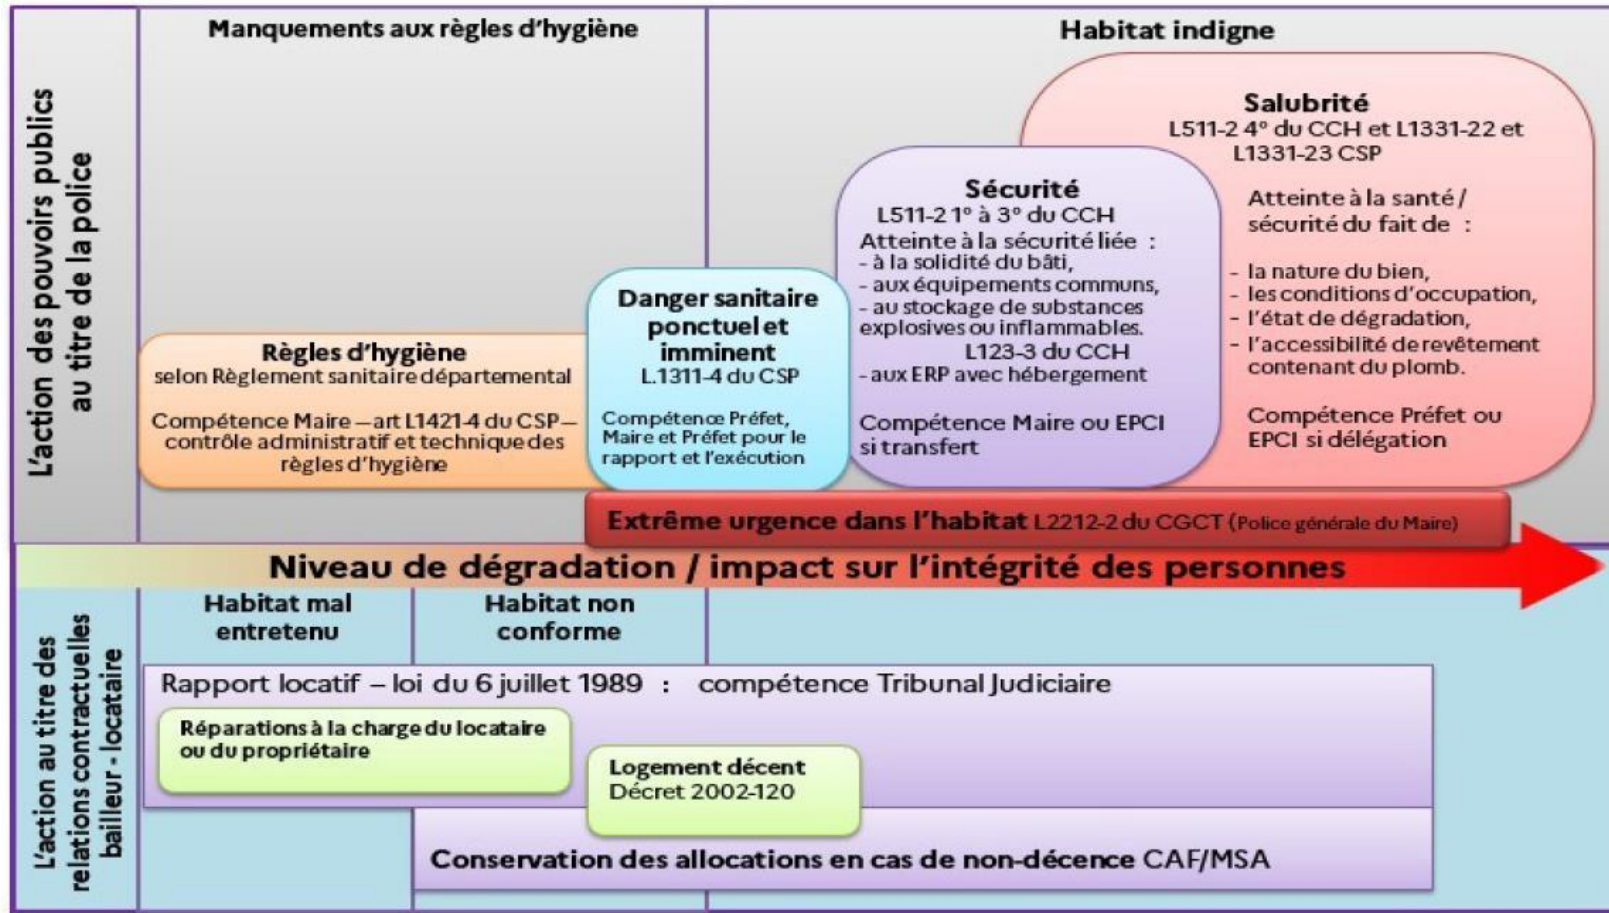 Manquements aux règles d'hygiène
Habitat indigne
L'action des pouvoirs publics
au titre de la police
Règles d'hygiène
selon Règlement sanitaire départemental
Compétence Maire – art L1421-4 du CSP –
contrôle administratif et technique des
règles d'hygiène
Danger sanitaire
ponctuel et
imminent
L.1311-4 du CSP
Compétence Préfet,
Maire et Préfet pour le
rapport et l'exécution
Sécurité
L511-2 1° à 3° du CCH
Atteinte à la sécurité liée :
- à la solidité du bâti,
- aux équipements communs,
- au stockage de substances
explosives ou inflammables.
L123-3 du CCH
- aux ERP avec hébergement
Compétence Maire ou EPCI
si transfert
Salubrité
L511-2 4° du CCH et L1331-22 et
L1331-23 CSP
Atteinte à la santé /
sécurité du fait de :
- la nature du bien,
- les conditions d'occupation,
- l'état de dégradation,
- l'accessibilité de revêtement
contenant du plomb.
Compétence Préfet ou
EPCI si délégation
Extrême urgence dans l'habitat L2212-2 du CGCT (Police générale du Maire)
Niveau de dégradation / impact sur l'intégrité des personnes
L'action au titre des
relations contractuelles
bailleur - locataire
Habitat mal
entretenu
Habitat non
conforme
Rapport locatif – loi du 6 juillet 1989 : compétence Tribunal Judiciaire
Réparations à la charge du locataire
ou du propriétaire
Logement décent
Décret 2002-120
Conservation des allocations en cas de non-décence CAF/MSA